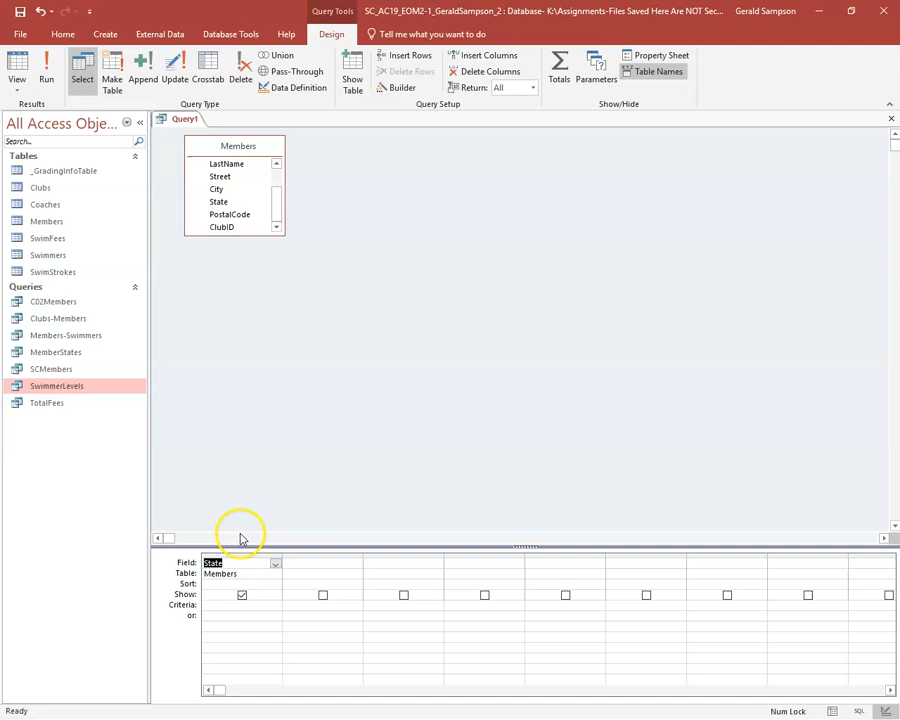 Query Tools
SC_AC19_EOM2-1_GeraldSampson_2 : Database- K:\Assignments-Files Saved Here Are NOT Sec...
Gerald Sampson
File Home Create External Data Database Tools Help Design Tell me what you want to do
View
Run
Results
Select
Make Table
Append
Update
Crosstab
Delete
Union
Pass-Through
Data Definition
Query Type
Show Table
Insert Rows
Delete Rows
Builder
Insert Columns
Delete Columns
Return: All
Query Setup
Totals
Parameters
Property Sheet
Table Names
Show/Hide
All Access Obje...
Search...
Tables
_GradingInfoTable
Clubs
Coaches
Members
SwimFees
Swimmers
SwimStrokes
Queries
C02Members
Clubs-Members
Members-Swimmers
MemberStates
SCMembers
SwimmerLevels
TotalFees
Query1
Members
LastName
Street
City
State
PostalCode
ClubID
Field: State
Table: Members
Sort:
Show:
Criteria:
or:
Ready
Num Lock
SQL